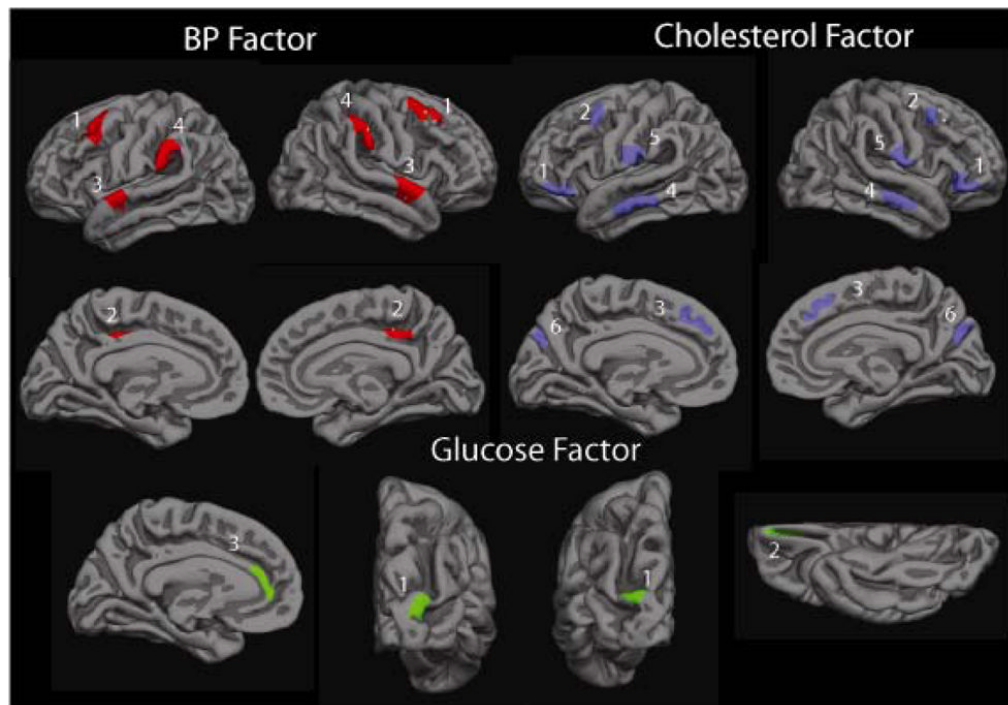 BP Factor Cholesterol Factor
1 4 4 1 2 5 2 5
3 3 1 4 4 1
2 2 6 3 3 6
Glucose Factor
3 1 1 2